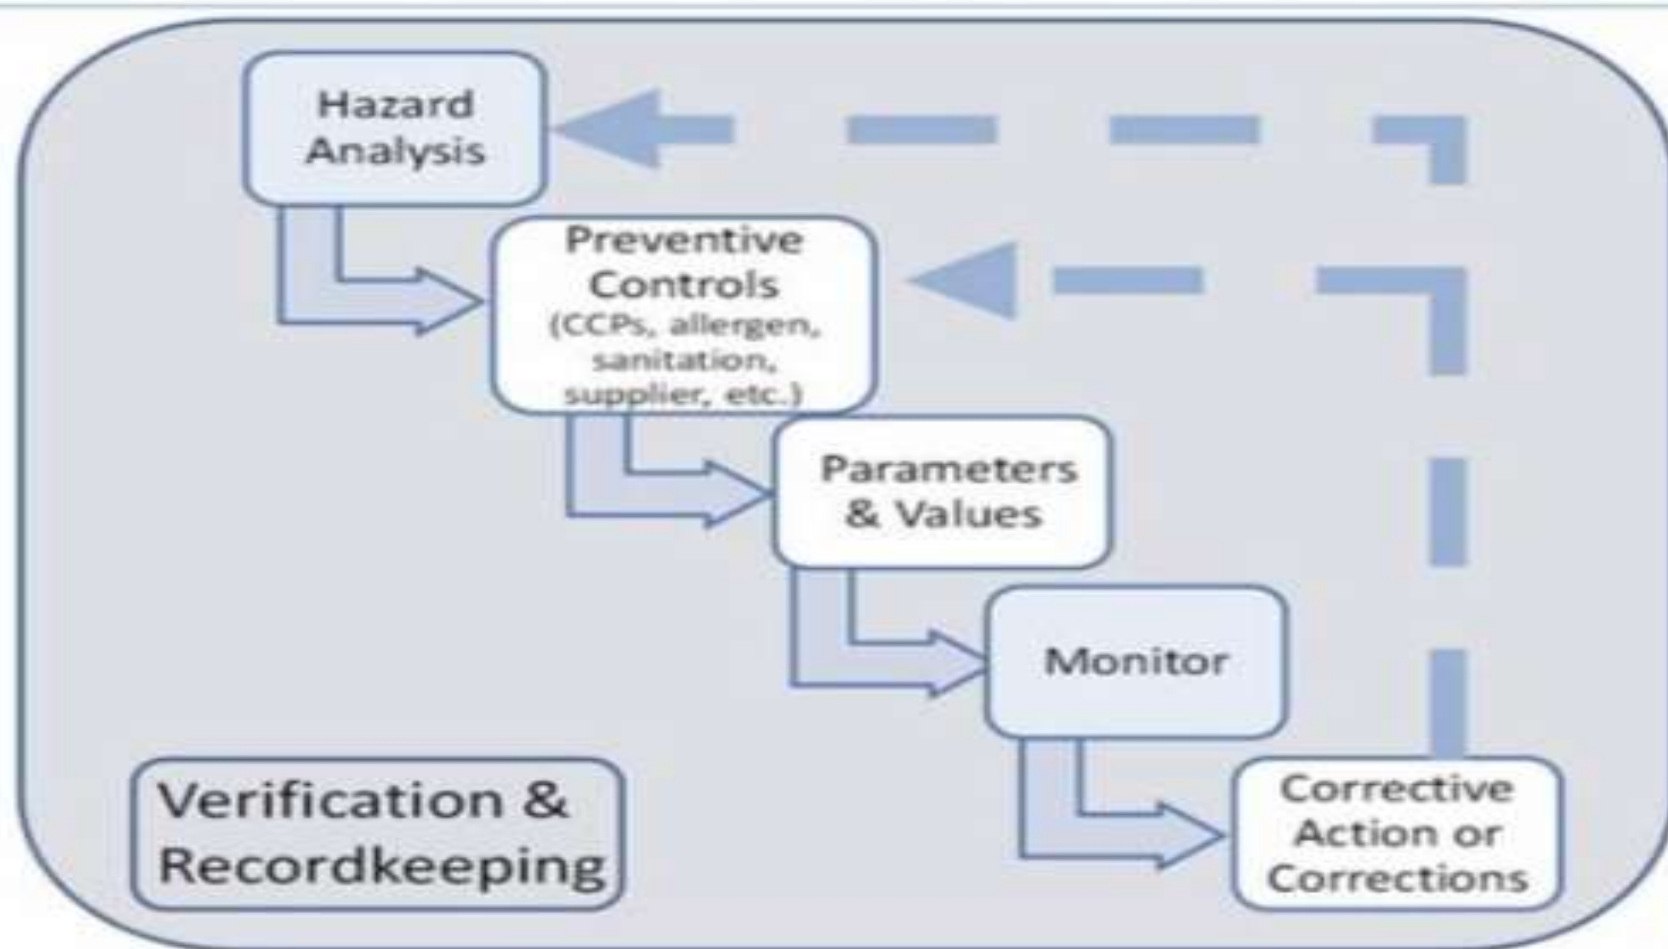 Hazard
Analysis
Preventive
Controls
(CCPs, allergen,
sanitation,
supplier, etc.)
Parameters
& Values
Monitor
Corrective
Action or
Corrections
Verification &
Recordkeeping